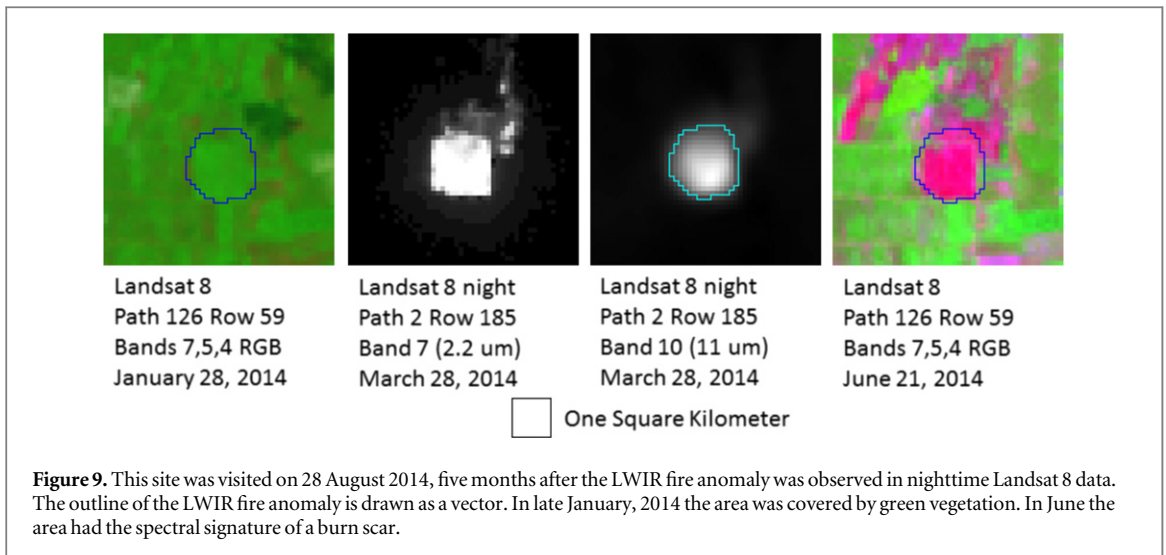 Landsat 8
Path 126 Row 59
Bands 7,5,4 RGB
January 28, 2014
Landsat 8 night
Path 2 Row 185
Band 7 (2.2 um)
March 28, 2014
Landsat 8 night
Path 2 Row 185
Band 10 (11 um)
March 28, 2014
Landsat 8
Path 126 Row 59
Bands 7,5,4 RGB
June 21, 2014
One Square Kilometer
Figure 9. This site was visited on 28 August 2014, five months after the LWIR fire anomaly was observed in nighttime Landsat 8 data.
The outline of the LWIR fire anomaly is drawn as a vector. In late January, 2014 the area was covered by green vegetation. In June the
area had the spectral signature of a burn scar.